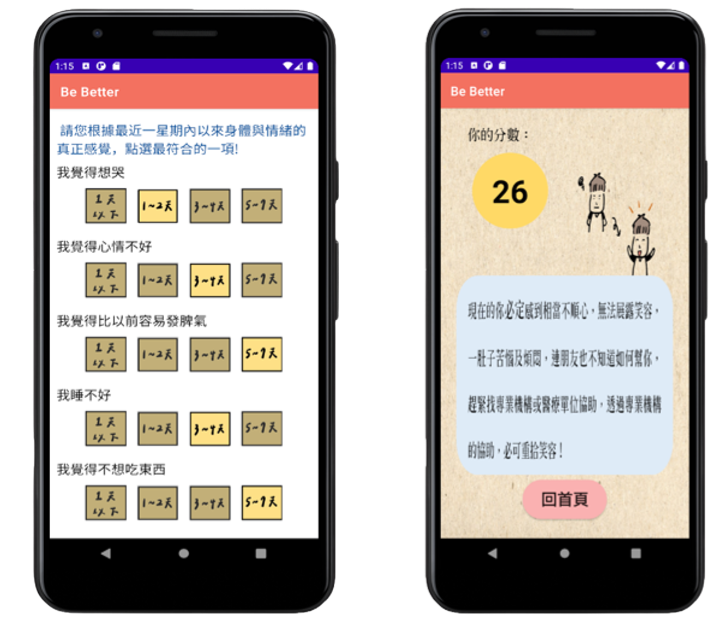 1:15
Be Better
請您根據最近一星期內以來身體與情緒的
真正感覺，點選最符合的一項!
我覺得想哭
1天以下 1~2天 3~4天 5~7天
我覺得心情不好
1天以下 1~2天 3~4天 5~7天
我覺得比以前容易發脾氣
1天以下 1~2天 3~4天 5~7天
我睡不好
1天以下 1~2天 3~4天 5~7天
我覺得不想吃東西
1天以下 1~2天 3~4天 5~7天
1:15
Be Better
你的分數：
26
現在的你必定感到相當不順心，無法展露笑容，
一肚子苦惱及煩悶，連朋友也不知道如何幫你，
趕緊找專業機構或醫療單位協助，透過專業機構
的協助，必可重拾笑容！
回首頁